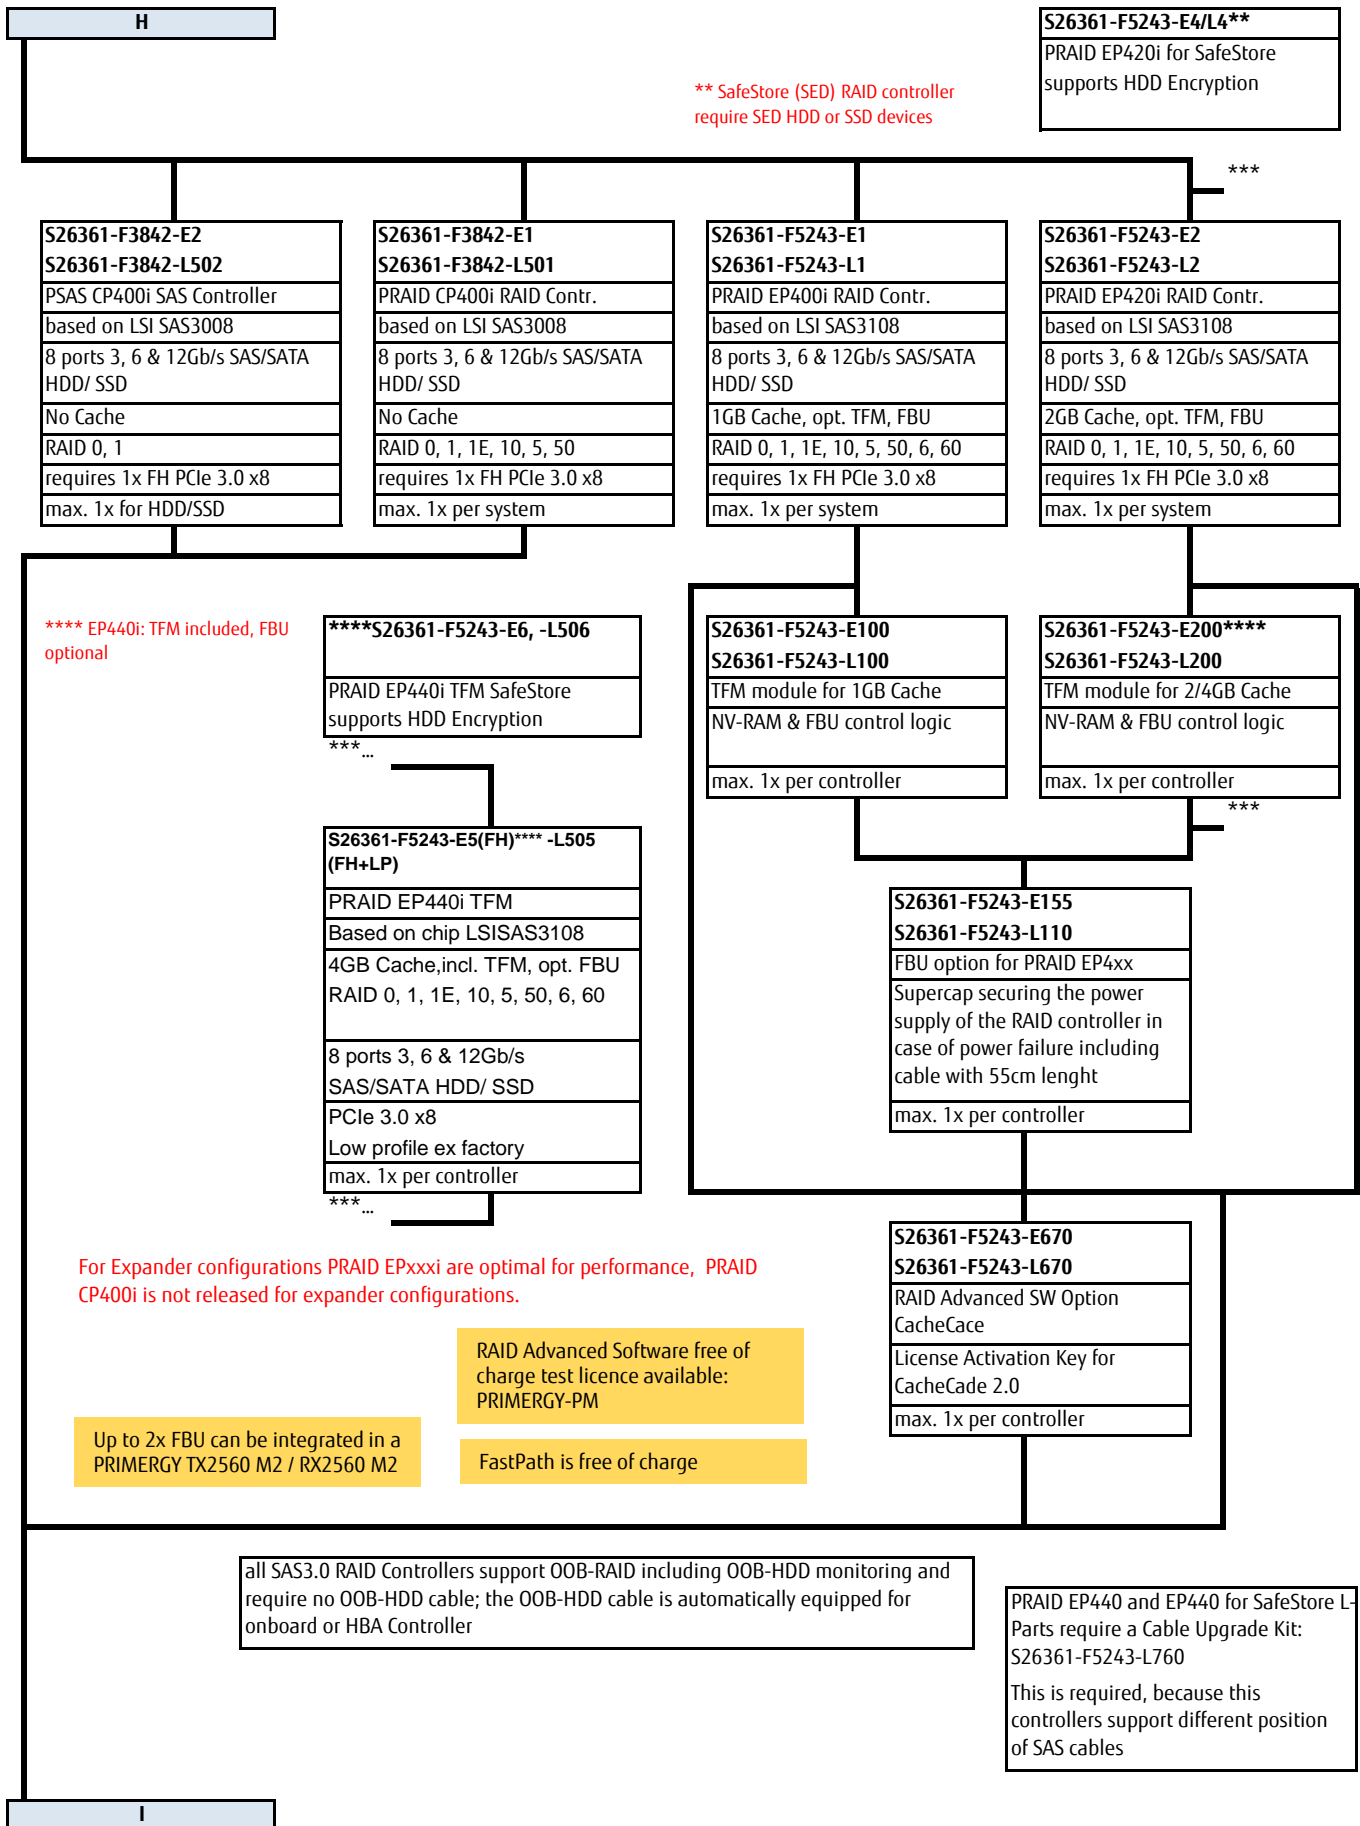 H
S26361-F5243-E4/L4**
PRAID EP420i for SafeStore
supports HDD Encryption
** SafeStore (SED) RAID controller
require SED HDD or SSD devices
***
S26361-F3842-E2
S26361-F3842-L502
PSAS CP400i SAS Controller
based on LSI SAS3008
8 ports 3, 6 & 12Gb/s SAS/SATA
HDD/ SSD
No Cache
RAID 0, 1
requires 1x FH PCIe 3.0 x8
max. 1x for HDD/SSD
S26361-F3842-E1
S26361-F3842-L501
PRAID CP400i RAID Contr.
based on LSI SAS3008
8 ports 3, 6 & 12Gb/s SAS/SATA
HDD/ SSD
No Cache
RAID 0, 1, 1E, 10, 5, 50
requires 1x FH PCIe 3.0 x8
max. 1x per system
S26361-F5243-E1
S26361-F5243-L1
PRAID EP400i RAID Contr.
based on LSI SAS3108
8 ports 3, 6 & 12Gb/s SAS/SATA
HDD/ SSD
1GB Cache, opt. TFM, FBU
RAID 0, 1, 1E, 10, 5, 50, 6, 60
requires 1x FH PCIe 3.0 x8
max. 1x per system
S26361-F5243-E2
S26361-F5243-L2
PRAID EP420i RAID Contr.
based on LSI SAS3108
8 ports 3, 6 & 12Gb/s SAS/SATA
HDD/ SSD
2GB Cache, opt. TFM, FBU
RAID 0, 1, 1E, 10, 5, 50, 6, 60
requires 1x FH PCIe 3.0 x8
max. 1x per system
**** EP440i: TFM included, FBU
optional
****S26361-F5243-E6, -L506
PRAID EP440i TFM SafeStore
supports HDD Encryption
***...
S26361-F5243-E100
S26361-F5243-L100
TFM module for 1GB Cache
NV-RAM & FBU control logic
max. 1x per controller
S26361-F5243-E200****
S26361-F5243-L200
TFM module for 2/4GB Cache
NV-RAM & FBU control logic
max. 1x per controller
***
S26361-F5243-E5(FH)**** -L505
(FH+LP)
PRAID EP440i TFM
Based on chip LSISAS3108
4GB Cache,incl. TFM, opt. FBU
RAID 0, 1, 1E, 10, 5, 50, 6, 60
8 ports 3, 6 & 12Gb/s
SAS/SATA HDD/ SSD
PCIe 3.0 x8
Low profile ex factory
max. 1x per controller
***...
S26361-F5243-E155
S26361-F5243-L110
FBU option for PRAID EP4xx
Supercap securing the power
supply of the RAID controller in
case of power failure including
cable with 55cm lenght
max. 1x per controller
S26361-F5243-E670
S26361-F5243-L670
RAID Advanced SW Option
CacheCace
License Activation Key for
CacheCade 2.0
max. 1x per controller
For Expander configurations PRAID EPxxxi are optimal for performance, PRAID
CP400i is not released for expander configurations.
RAID Advanced Software free of
charge test licence available:
PRIMERGY-PM
Up to 2x FBU can be integrated in a
PRIMERGY TX2560 M2 / RX2560 M2
FastPath is free of charge
all SAS3.0 RAID Controllers support OOB-RAID including OOB-HDD monitoring and
require no OOB-HDD cable; the OOB-HDD cable is automatically equipped for
onboard or HBA Controller
PRAID EP440 and EP440 for SafeStore L-
Parts require a Cable Upgrade Kit:
S26361-F5243-L760
This is required, because this
controllers support different position
of SAS cables
I